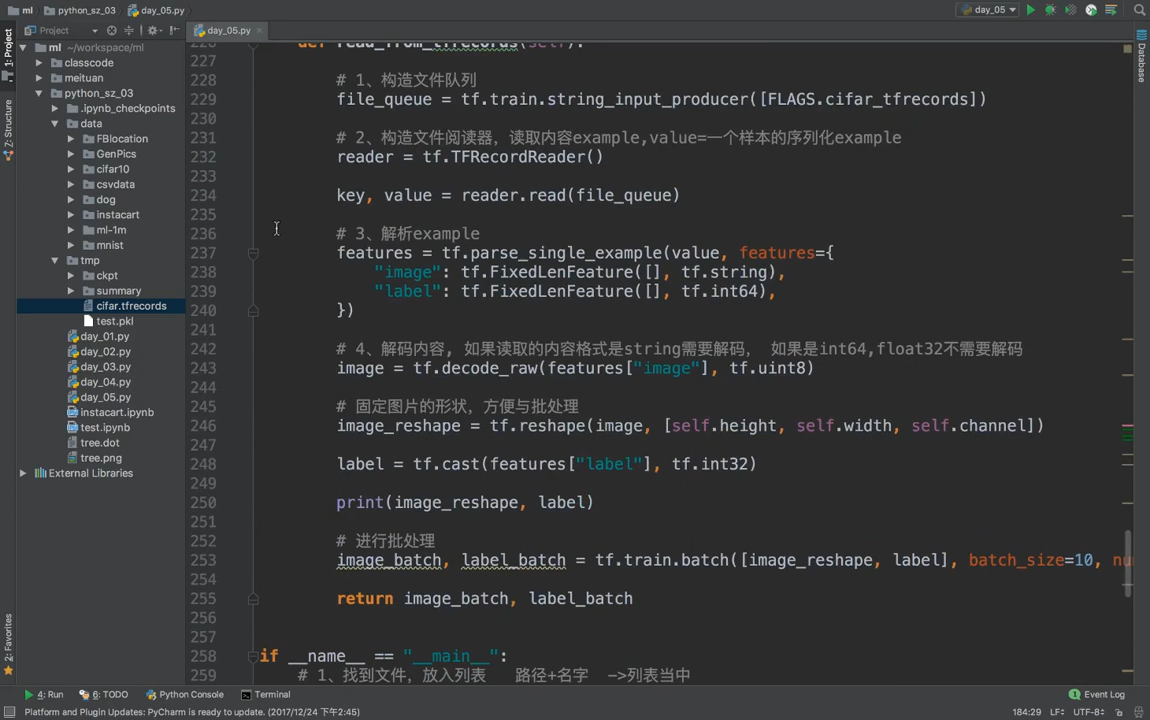 ml python_sz_03 day_05.py
day_05
Project
day_05.py
ml ~/workspace/ml
classcode
meituan
python_sz_03
.ipynb_checkpoints
data
FBlocation
GenPics
cifar10
csvdata
dog
instacart
ml-1m
mnist
tmp
ckpt
summary
cifar.tfrecords
test.pkl
day_01.py
day_02.py
day_03.py
day_04.py
day_05.py
instacart.ipynb
test.ipynb
tree.dot
tree.png
External Libraries
1: Project
Z: Structure
2: Favorites
Database
226 def read_from_tfrecords(self):
227
228 # 1、构造文件队列
229 file_queue = tf.train.string_input_producer([FLAGS.cifar_tfrecords])
230
231 # 2、构造文件阅读器，读取内容example,value=一个样本的序列化example
232 reader = tf.TFRecordReader()
233
234 key, value = reader.read(file_queue)
235
236 # 3、解析example
237 features = tf.parse_single_example(value, features={
238 "image": tf.FixedLenFeature([], tf.string),
239 "label": tf.FixedLenFeature([], tf.int64),
240 })
241
242 # 4、解码内容, 如果读取的内容格式是string需要解码， 如果是int64,float32不需要解码
243 image = tf.decode_raw(features["image"], tf.uint8)
244
245 # 固定图片的形状，方便与批处理
246 image_reshape = tf.reshape(image, [self.height, self.width, self.channel])
247
248 label = tf.cast(features["label"], tf.int32)
249
250 print(image_reshape, label)
251
252 # 进行批处理
253 image_batch, label_batch = tf.train.batch([image_reshape, label], batch_size=10, nu
254
255 return image_batch, label_batch
256
257
258 if __name__ == "__main__":
259 # 1、找到文件，放入列表 路径+名字 ->列表当中
4: Run 6: TODO Python Console Terminal Event Log
Platform and Plugin Updates: PyCharm is ready to update. (2017/12/24 下午2:45) 184:29 LF÷ UTF-8÷